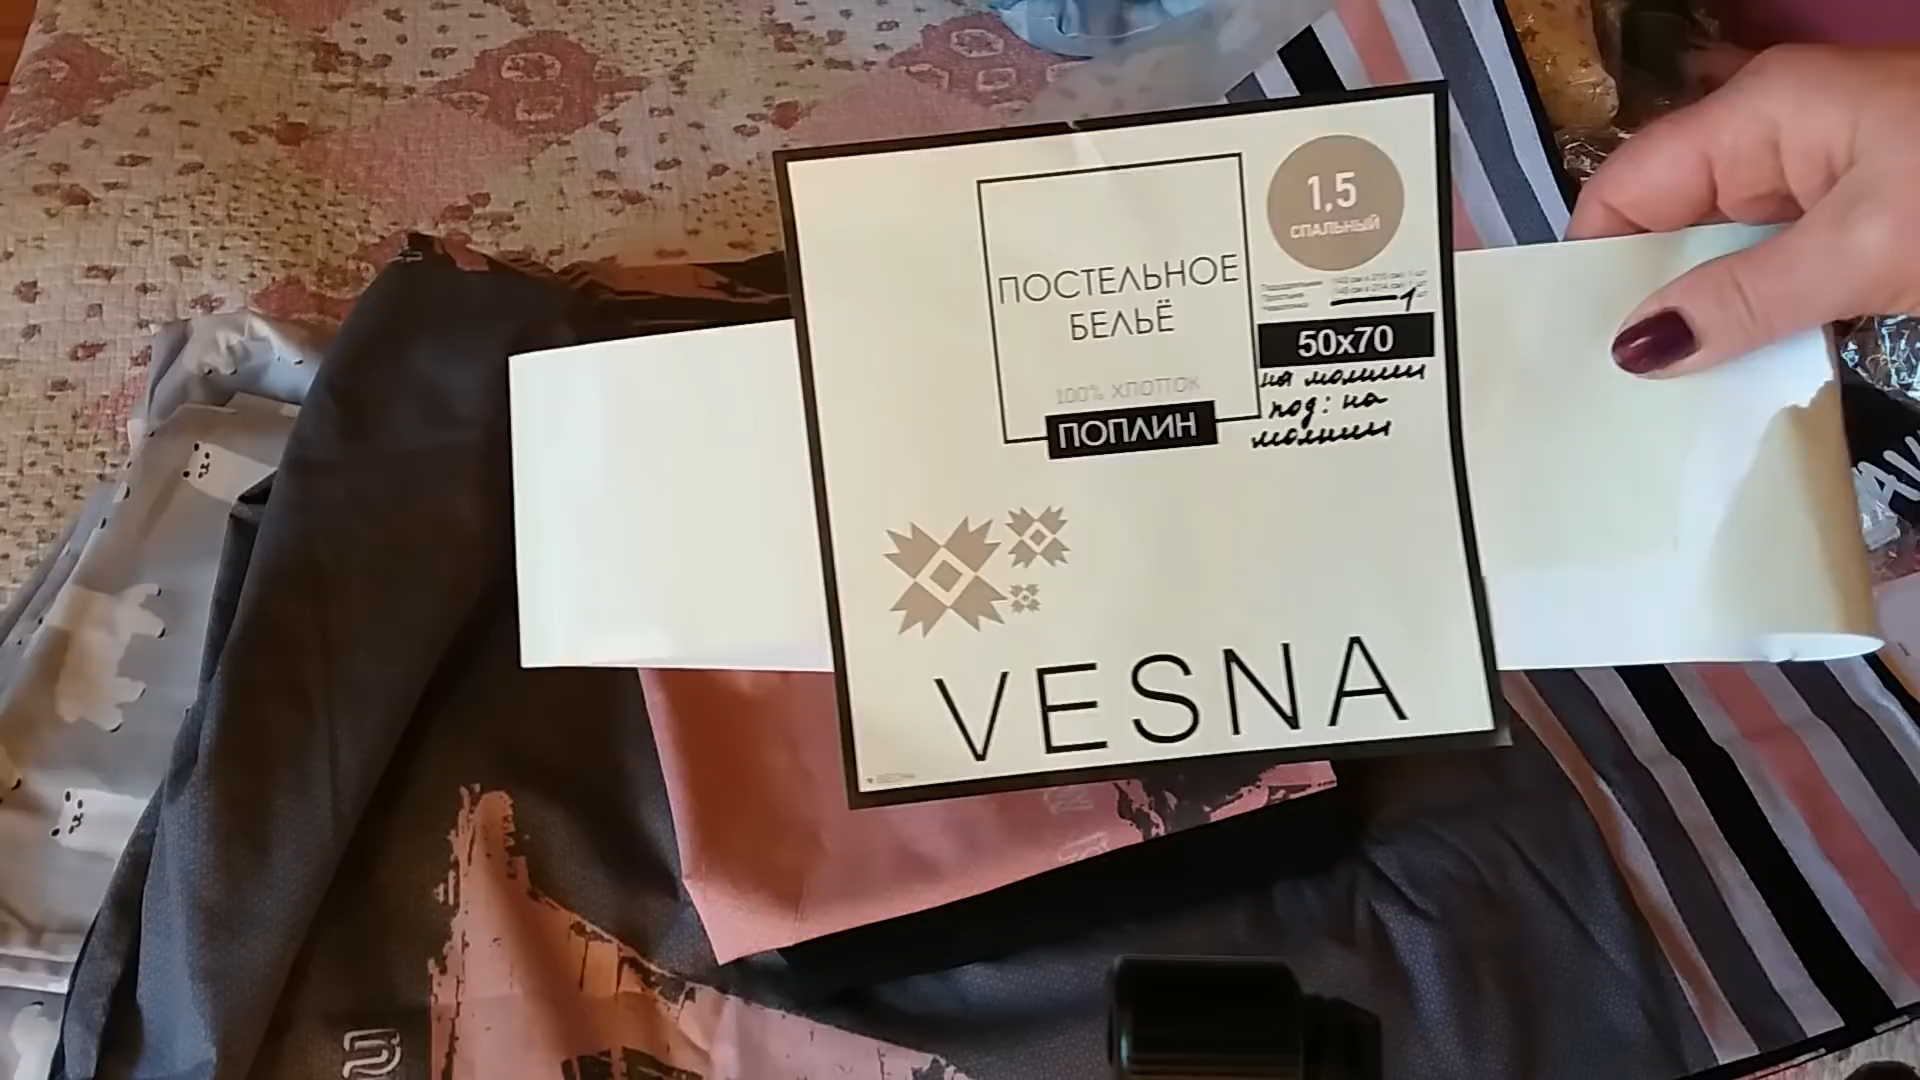 1,5
СПАЛЬНЫЙ
ПОСТЕЛЬНОЕ
БЕЛЬЁ
100% ХЛОПОК
ПОПЛИН
50x70
на молнии
под: на
молнии
VESNA